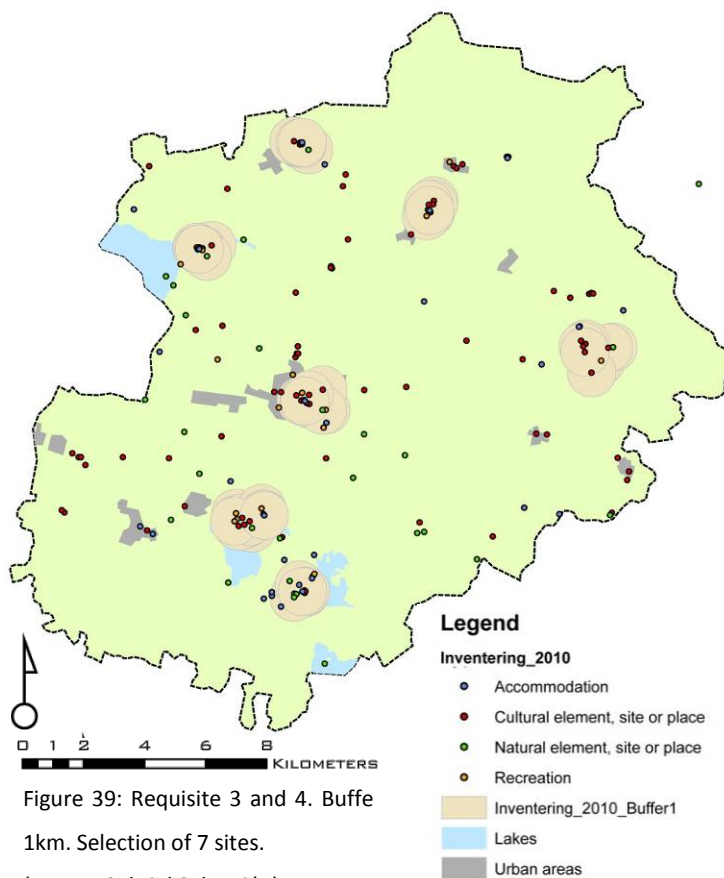 Legend
Inventering_2010
Accommodation
Cultural element, site or place
Natural element, site or place
Recreation
Inventering_2010_Buffer1
Lakes
Urban areas
0 1 2 4 6 8
KILOMETERS
Figure 39: Requisite 3 and 4. Buffe
1km. Selection of 7 sites.